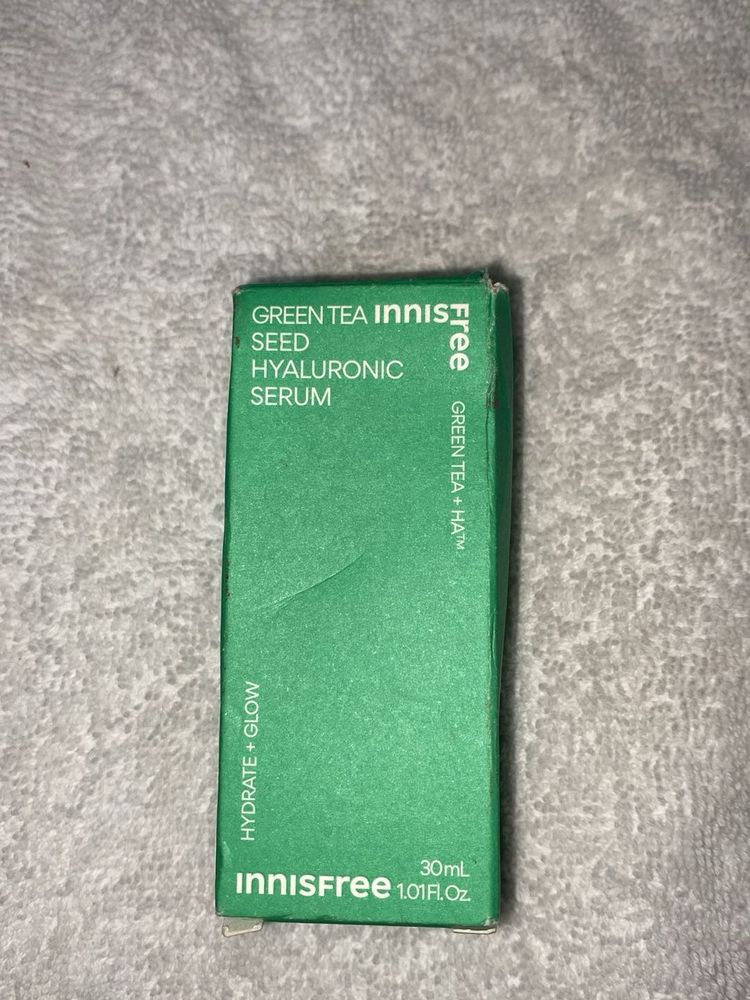 GREEN TEA
SEED
HYALURONIC
SERUM
innisFree
GREEN TEA + HA™
HYDRATE + GLOW
innisFree
30mL
1.01Fl.Oz.